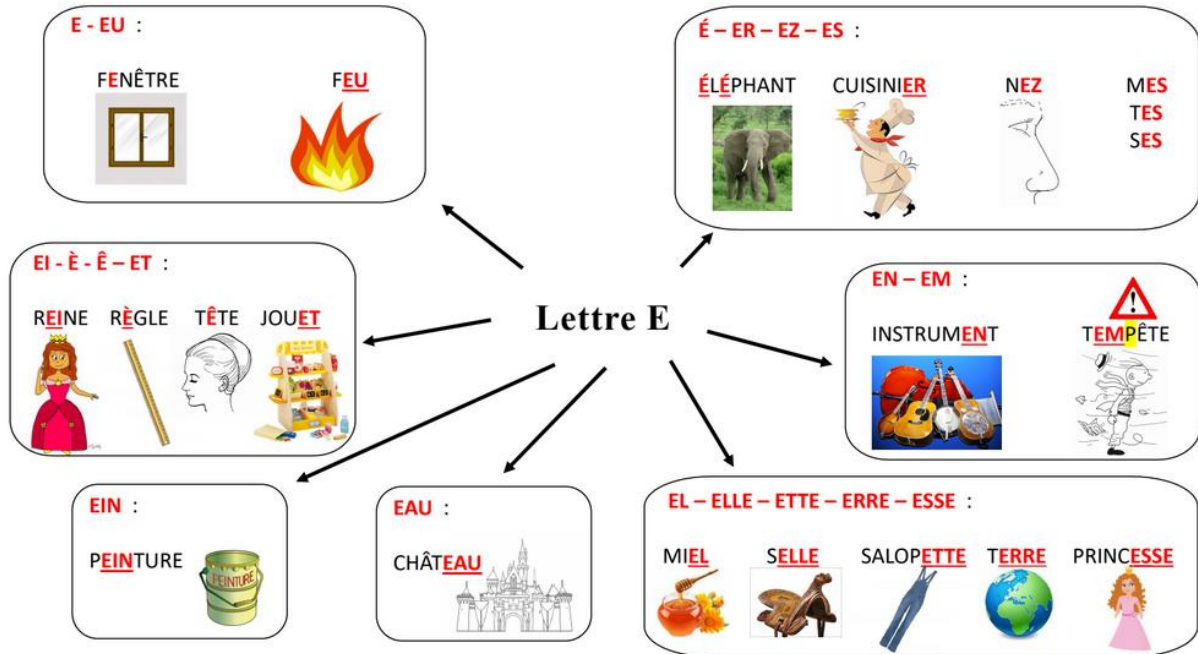 E - EU :
FENÊTRE FEU
É – ER – EZ – ES :
ÉLÉPHANT CUISINIER NEZ MES
TES
SES
EI - È - Ê – ET :
REINE RÈGLE TÊTE JOUET
Lettre E
EN – EM :
INSTRUMENT TEMPÊTE
EIN :
PEINTURE
PEINTURE
EAU :
CHÂTEAU
EL – ELLE – ETTE – ERRE – ESSE :
MIEL SELLE SALOPETTE TERRE PRINCESSE